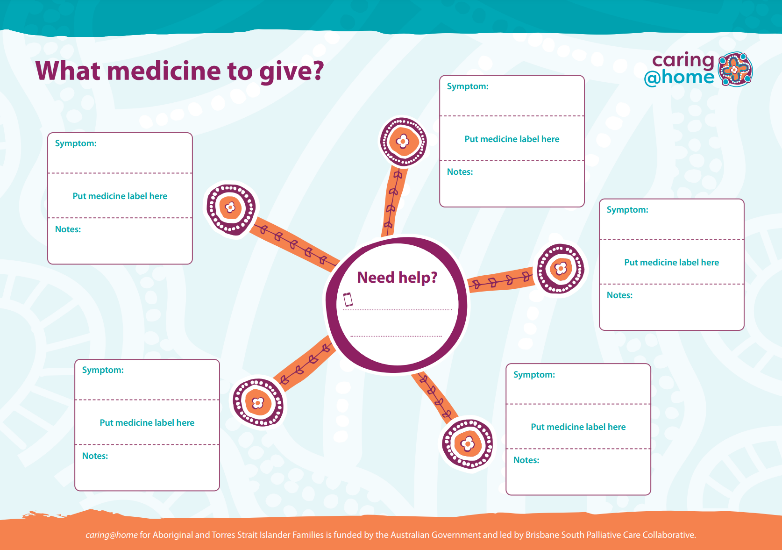 What medicine to give?
caring
@home
Symptom:
Put medicine label here
Notes:
Symptom:
Put medicine label here
Notes:
Symptom:
Put medicine label here
Notes:
Need help?
Symptom:
Put medicine label here
Notes:
Symptom:
Put medicine label here
Notes:
caring@home for Aboriginal and Torres Strait Islander Families is funded by the Australian Government and led by Brisbane South Palliative Care Collaborative.